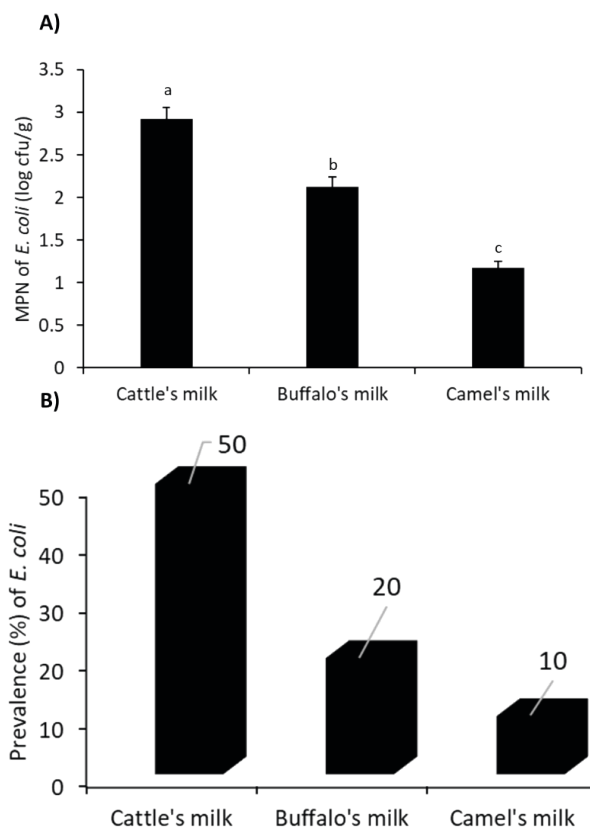 A)
MPN of E. coli (log cfu/g)
3.5
3
2.5
2
1.5
1
0.5
0
a
b
c
Cattle's milk Buffalo's milk Camel's milk
B)
Prevalence (%) of E. coli
50
40
30
20
10
0
50
20
10
Cattle's milk Buffalo's milk Camel's milk